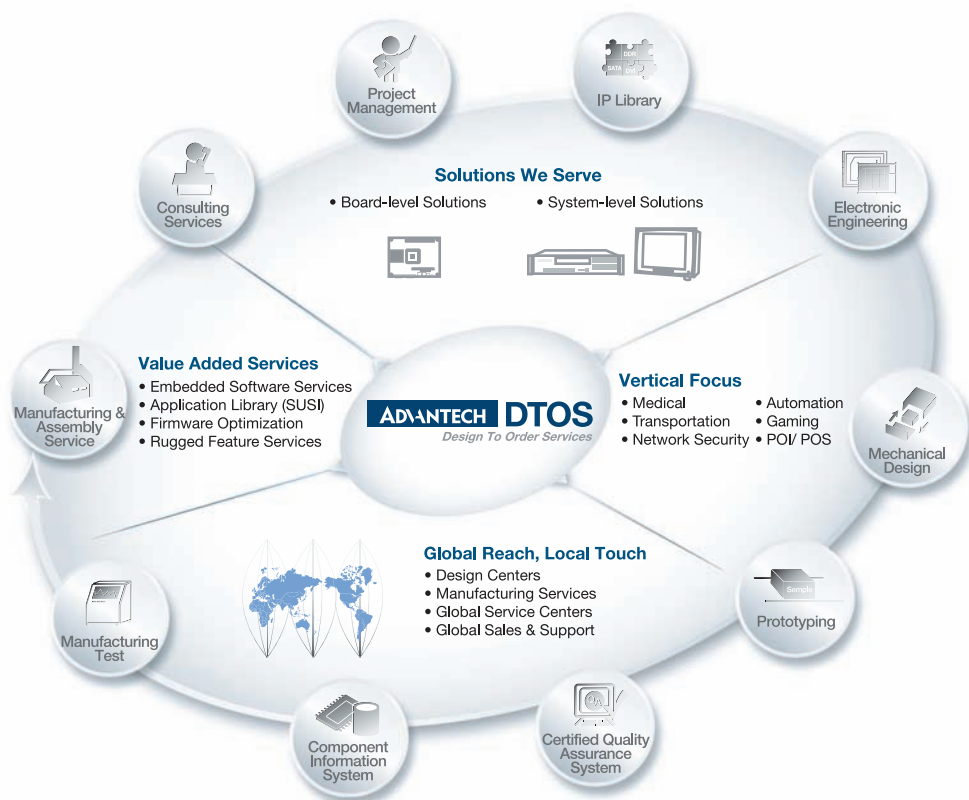 Project
Management
DDR
SATA
DVI
IP Library
Consulting
Services
Solutions We Serve
• Board-level Solutions
• System-level Solutions
Electronic
Engineering
Manufacturing &
Assembly
Service
Value Added Services
• Embedded Software Services
• Application Library (SUSI)
• Firmware Optimization
• Rugged Feature Services
ADVANTECH DTOS
Design To Order Services
Vertical Focus
• Medical
• Transportation
• Network Security
• Automation
• Gaming
• POI/ POS
Mechanical
Design
Global Reach, Local Touch
• Design Centers
• Manufacturing Services
• Global Service Centers
• Global Sales & Support
Sample
Prototyping
Manufacturing
Test
Component
Information
System
QA
Certified Quality
Assurance
System